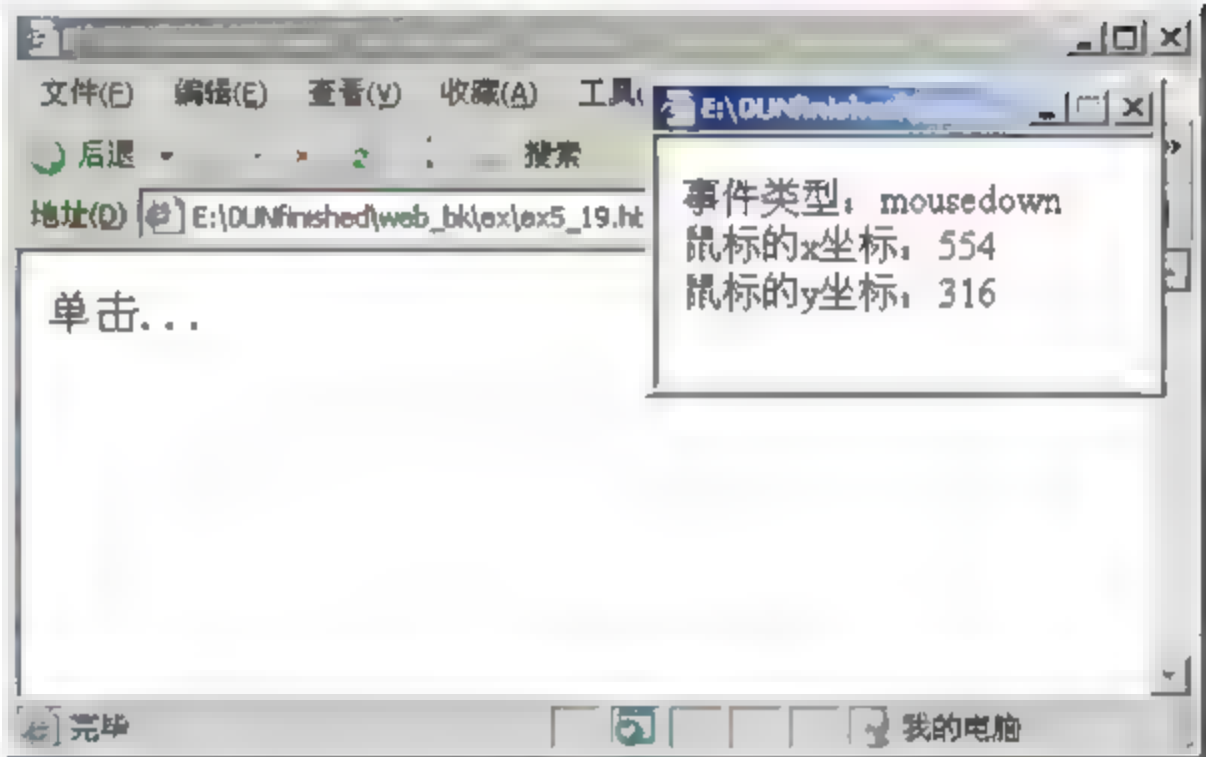 文件(F) 编辑(E) 查看(V) 收藏(A) 工具(
后退 搜索
地址(D) E:\OUNfinished\web_bk\ex\ex5_19.ht
单击...
E:\OUNfinished\
事件类型：mousedown
鼠标的x坐标：554
鼠标的y坐标：316
完毕 我的电脑